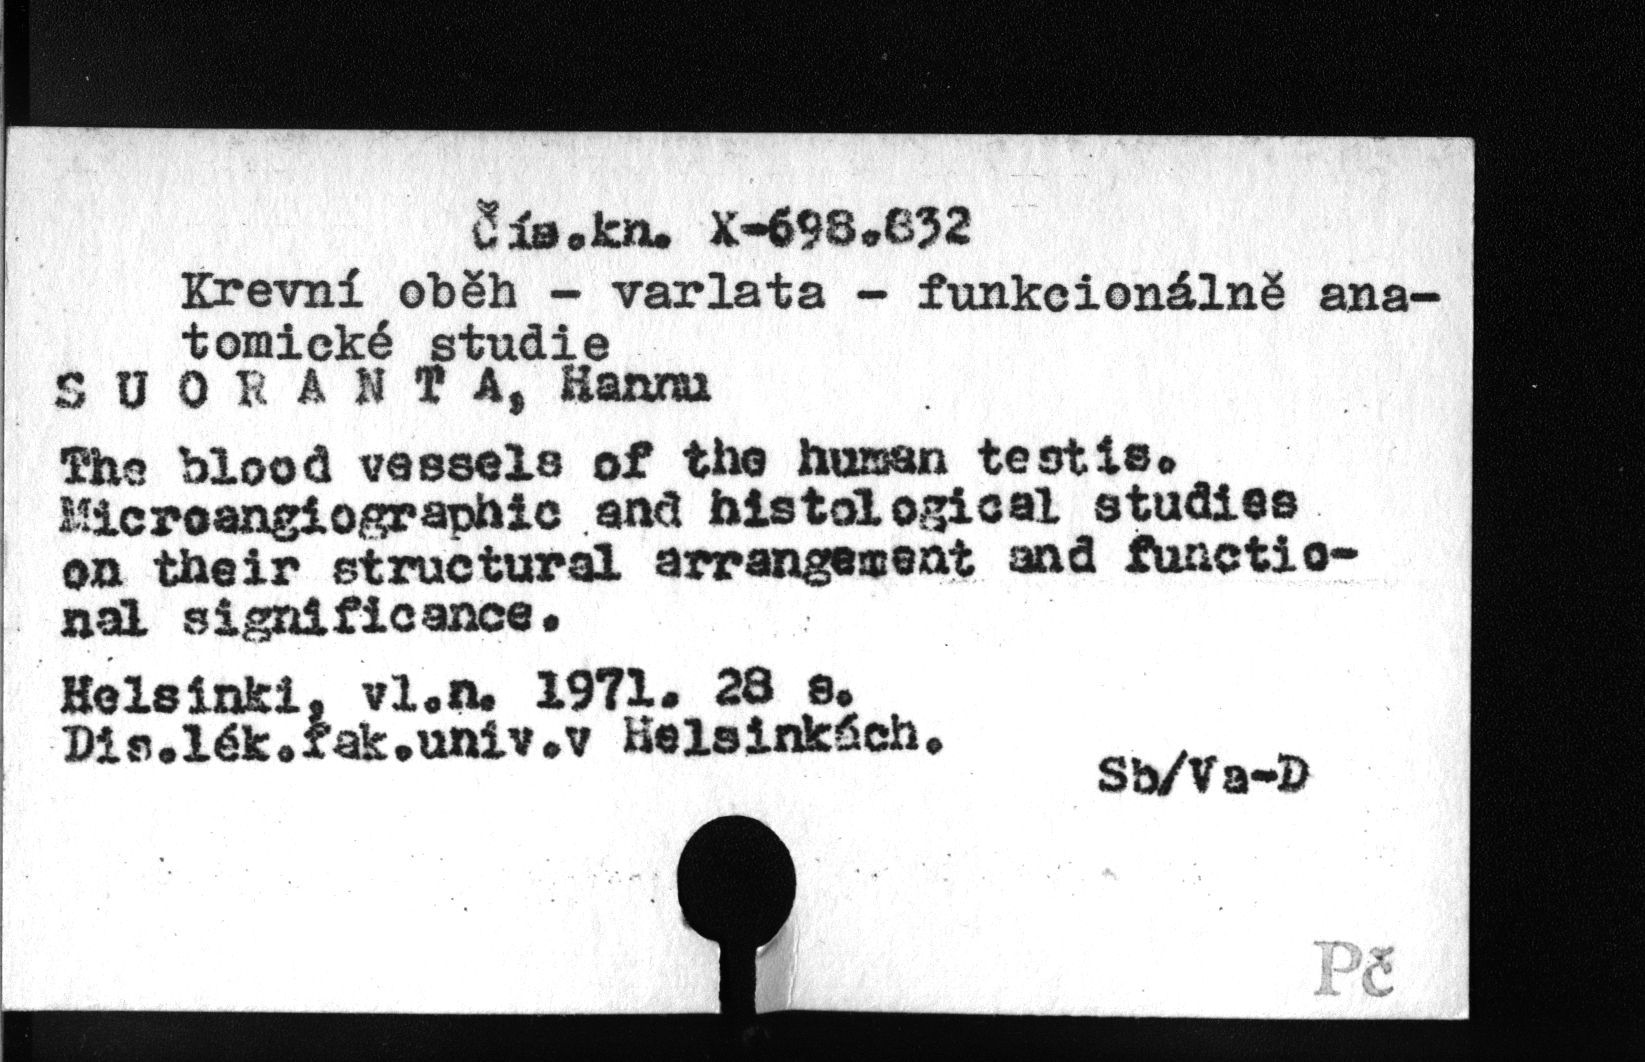 Čís.kn. X-698.832
Krevní oběh - varlata - funkcionálně ana-
tomické studie
S U O R A N T A, Hannu
The blood vessels of the human testis.
Microangiographic and histological studies
on their structural arrangement and functio-
nal significance.
Helsinki, vl.n. 1971. 28 s.
Dis.lék.fak.univ.v Helsinkách.
Sb/Va-D
Pč